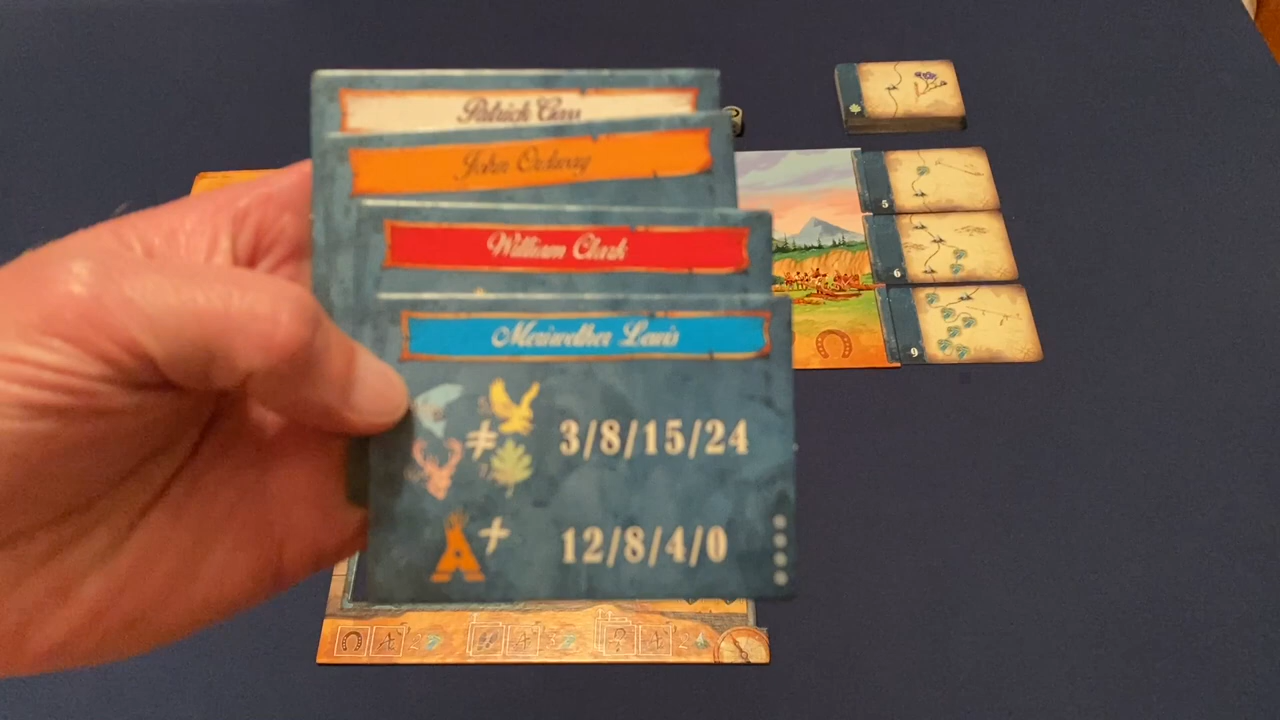 Patrick Gass
John Ordway
William Clark
Meriwether Lewis
≠ 3/8/15/24
+ 12/8/4/0
5
6
9